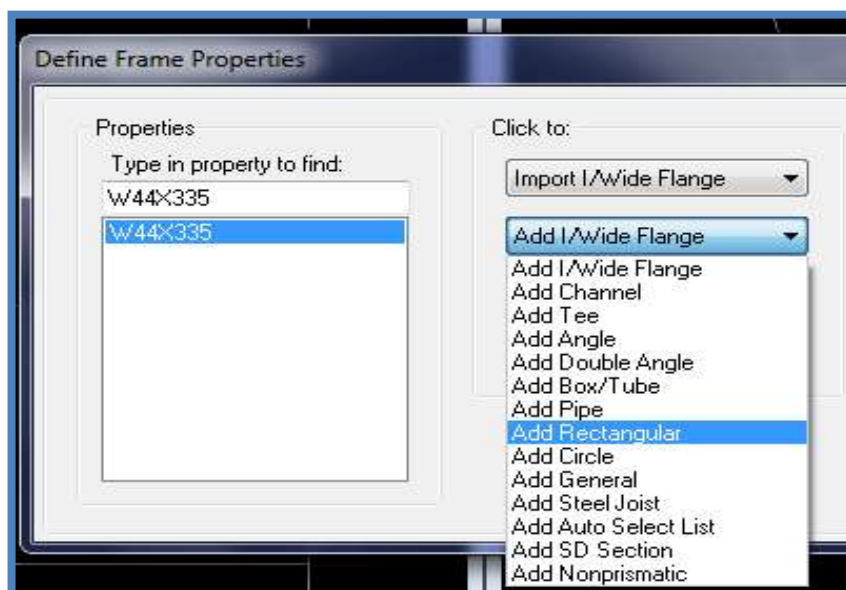 Define Frame Properties
Properties
Type in property to find:
W44X335
W44X335
Click to:
Import I/Wide Flange
Add I/Wide Flange
Add I/Wide Flange
Add Channel
Add Tee
Add Angle
Add Double Angle
Add Box/Tube
Add Pipe
Add Rectangular
Add Circle
Add General
Add Steel Joist
Add Auto Select List
Add SD Section
Add Nonprismatic